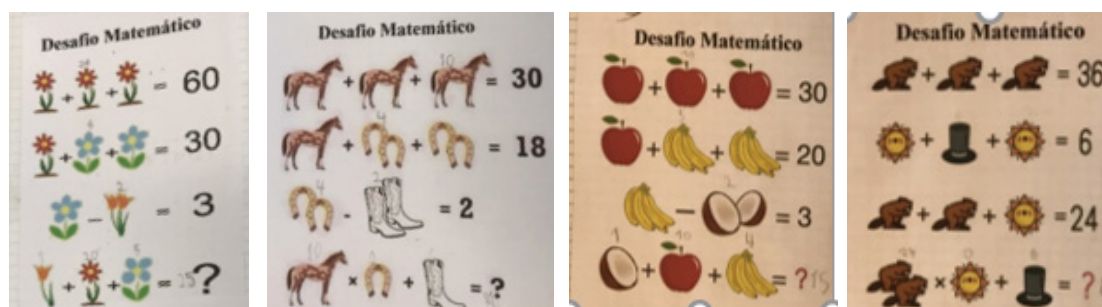 Desafio Matemático
+ + = 60
+ + = 30
- = 3
+ + = ?
Desafio Matemático
+ + = 30
+ + = 18
- = 2
× + = ?
Desafio Matemático
+ + = 30
+ + = 20
- = 3
+ + = ? 15
Desafio Matemático
+ + = 36
+ + = 6
+ + = 24
× + = ?